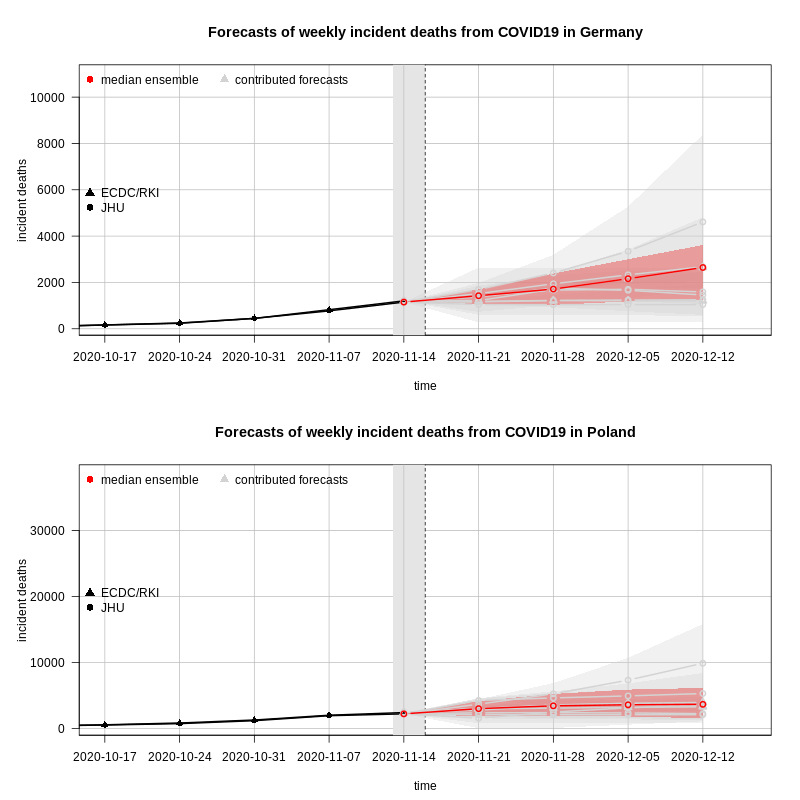 Forecasts of weekly incident deaths from COVID19 in Germany
median ensemble contributed forecasts
10000
8000
6000
4000
2000
0
incident deaths
ECDC/RKI
JHU
2020-10-17 2020-10-24 2020-10-31 2020-11-07 2020-11-14 2020-11-21 2020-11-28 2020-12-05 2020-12-12
time
Forecasts of weekly incident deaths from COVID19 in Poland
median ensemble contributed forecasts
30000
20000
10000
0
incident deaths
ECDC/RKI
JHU
2020-10-17 2020-10-24 2020-10-31 2020-11-07 2020-11-14 2020-11-21 2020-11-28 2020-12-05 2020-12-12
time